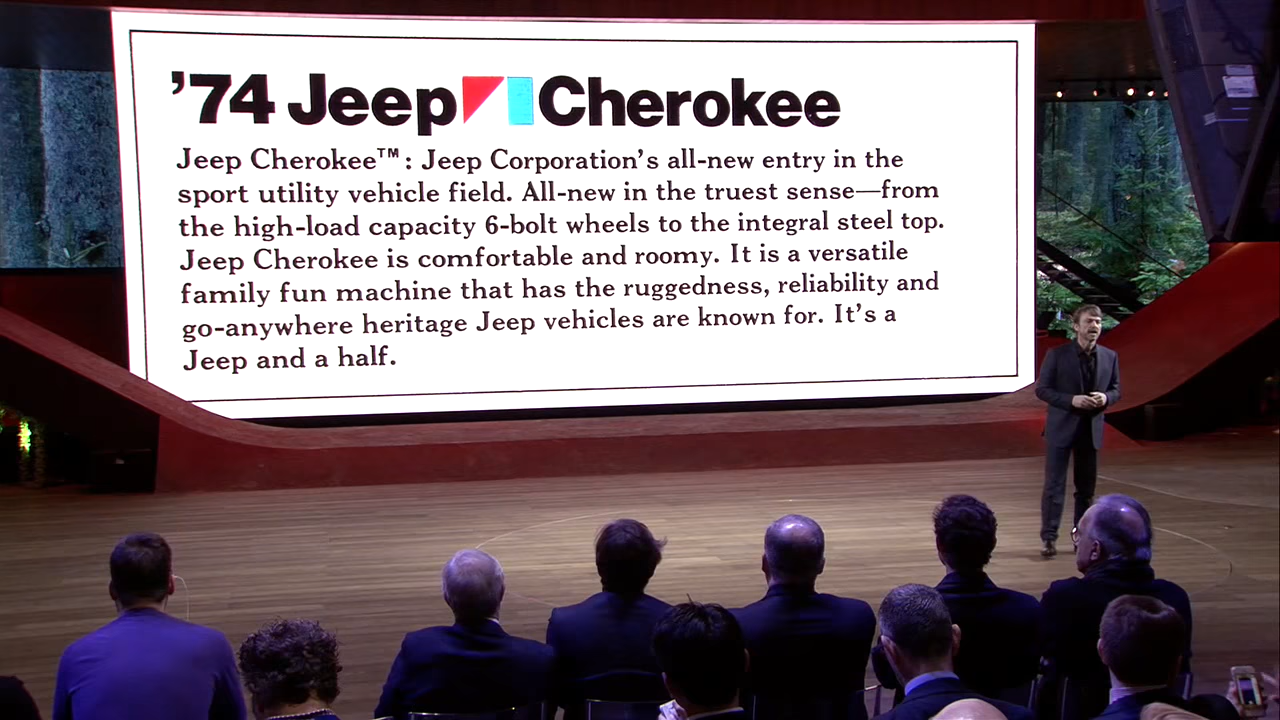 ’74 Jeep Cherokee
Jeep Cherokee™: Jeep Corporation’s all-new entry in the
sport utility vehicle field. All-new in the truest sense—from
the high-load capacity 6-bolt wheels to the integral steel top.
Jeep Cherokee is comfortable and roomy. It is a versatile
family fun machine that has the ruggedness, reliability and
go-anywhere heritage Jeep vehicles are known for. It’s a
Jeep and a half.